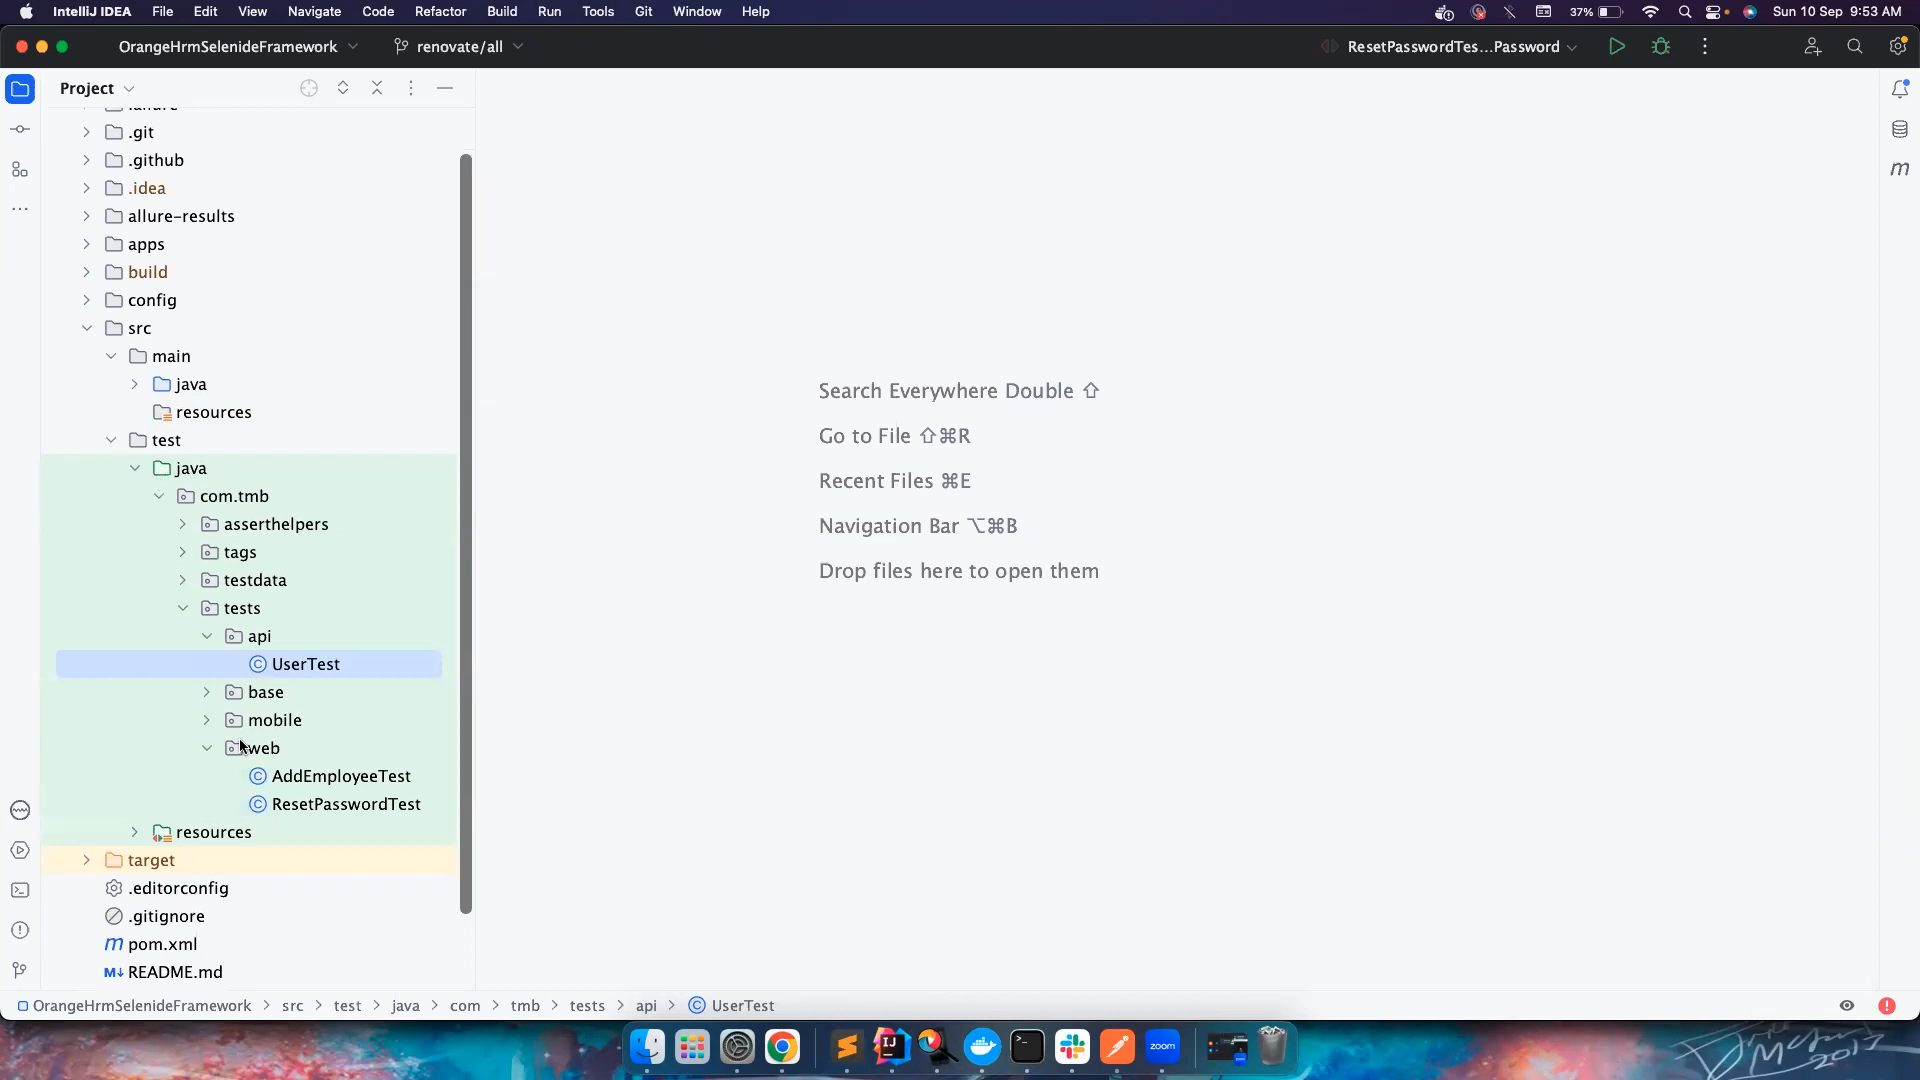 IntelliJ IDEA File Edit View Navigate Code Refactor Build Run Tools Git Window Help 37% Sun 10 Sep 9:53 AM
OrangeHrmSelenideFramework renovate/all ResetPasswordTes...Password
Project
.git
.github
.idea
allure-results
apps
build
config
src
main
java
resources
test
java
com.tmb
asserthelpers
tags
testdata
tests
api
UserTest
base
mobile
web
AddEmployeeTest
ResetPasswordTest
resources
target
.editorconfig
.gitignore
m pom.xml
M↓ README.md
Search Everywhere Double ⇧
Go to File ⇧⌘R
Recent Files ⌘E
Navigation Bar ⌥⌘B
Drop files here to open them
m
OrangeHrmSelenideFramework > src > test > java > com > tmb > tests > api > UserTest
IJ
zoom
2017